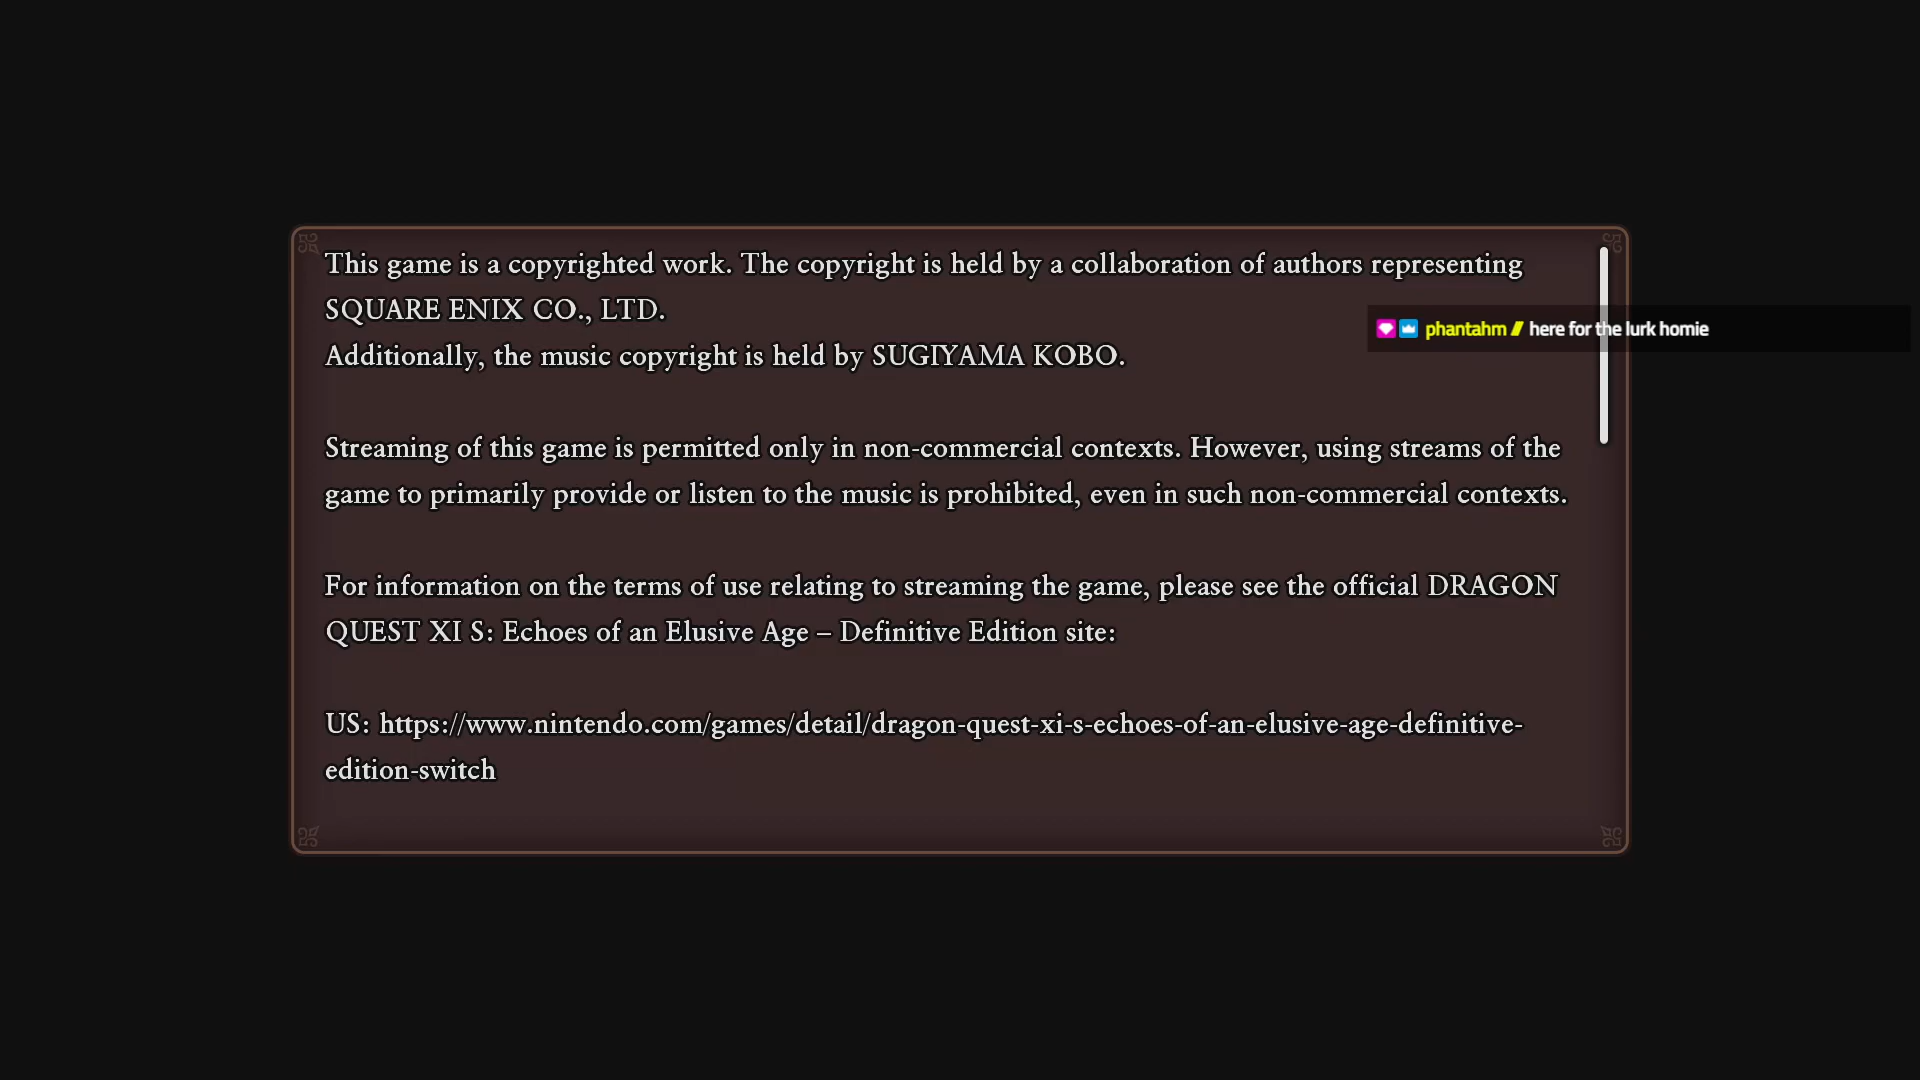 This game is a copyrighted work. The copyright is held by a collaboration of authors representing
SQUARE ENIX CO., LTD.
phantahm // here for the lurk homie
Additionally, the music copyright is held by SUGIYAMA KOBO.
Streaming of this game is permitted only in non-commercial contexts. However, using streams of the
game to primarily provide or listen to the music is prohibited, even in such non-commercial contexts.
For information on the terms of use relating to streaming the game, please see the official DRAGON
QUEST XI S: Echoes of an Elusive Age – Definitive Edition site:
US: https://www.nintendo.com/games/detail/dragon-quest-xi-s-echoes-of-an-elusive-age-definitive-
edition-switch